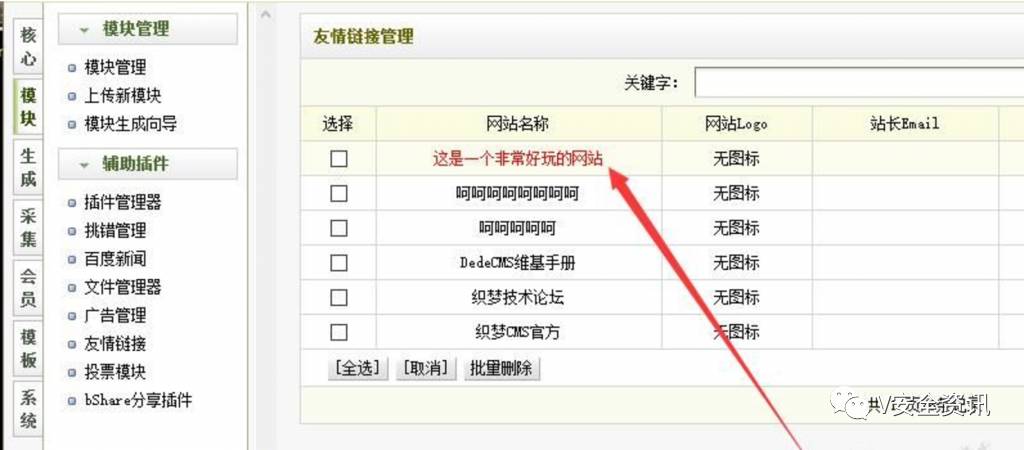 核心
模块
生成
采集
会员
模板
系统
模块管理
模块管理
上传新模块
模块生成向导
辅助插件
插件管理器
挑错管理
百度新闻
文件管理器
广告管理
友情链接
投票模块
bShare分享插件
友情链接管理
关键字：
选择 网站名称 网站Logo 站长Email
这是一个非常好玩的网站 无图标
呵呵呵呵呵呵呵呵 无图标
呵呵呵呵呵 无图标
DedeCMS维基手册 无图标
织梦技术论坛 无图标
织梦CMS官方 无图标
[全选] [取消] 批量删除
V安全资讯